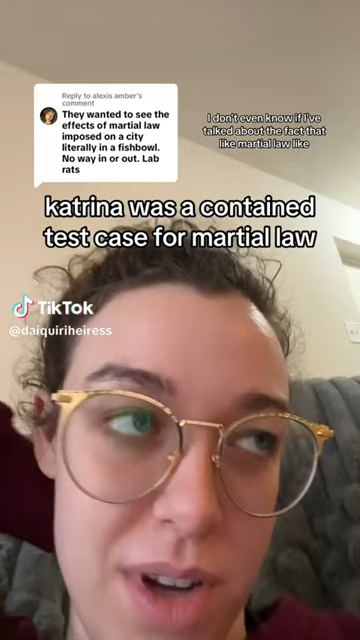 Reply to alexis amber's
comment
They wanted to see the
effects of martial law
imposed on a city
literally in a fishbowl.
No way in or out. Lab
rats
I don't even know if I've
talked about the fact that
like martial law like
katrina was a contained
test case for martial law
TikTok
@daiquiriheiress